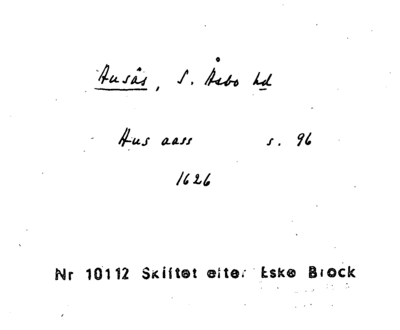 Ausås, S. Åsbo hd
Aus aass s. 96
1626
Nr 10112 Skiftet efter Eske Brock